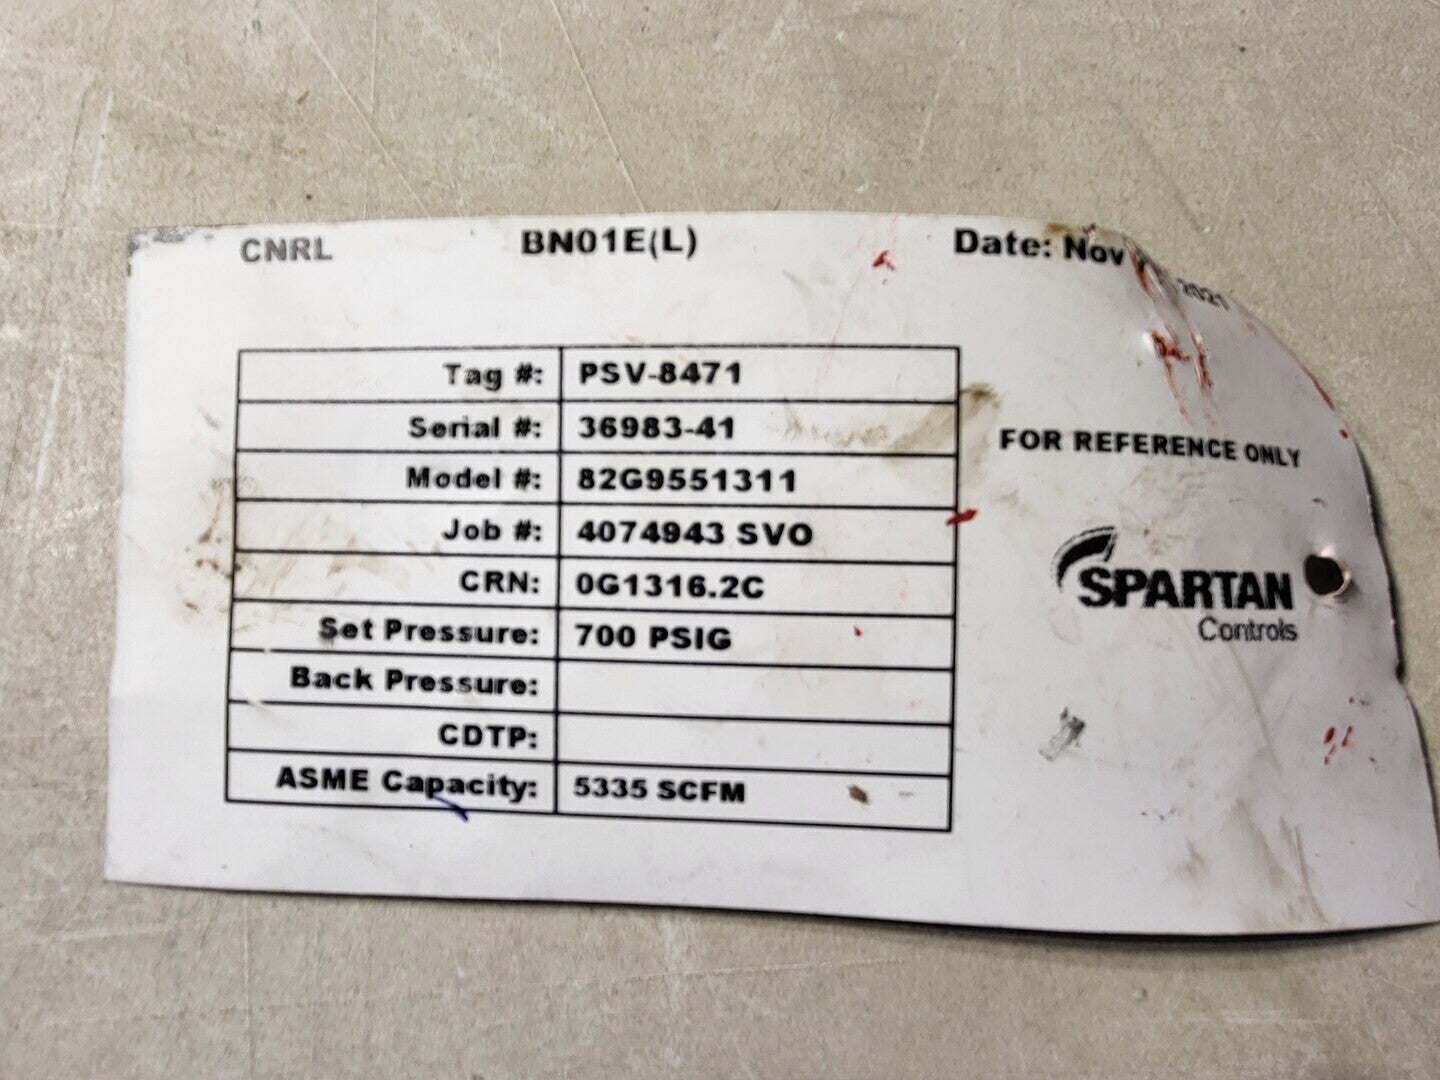 CNRL BN01E(L) Date: Nov 2021
Tag #: PSV-8471
Serial #: 36983-41
Model #: 82G9551311
Job #: 4074943 SVO
CRN: 0G1316.2C
Set Pressure: 700 PSIG
Back Pressure:
CDTP:
ASME Capacity: 5335 SCFM
FOR REFERENCE ONLY
SPARTAN
Controls